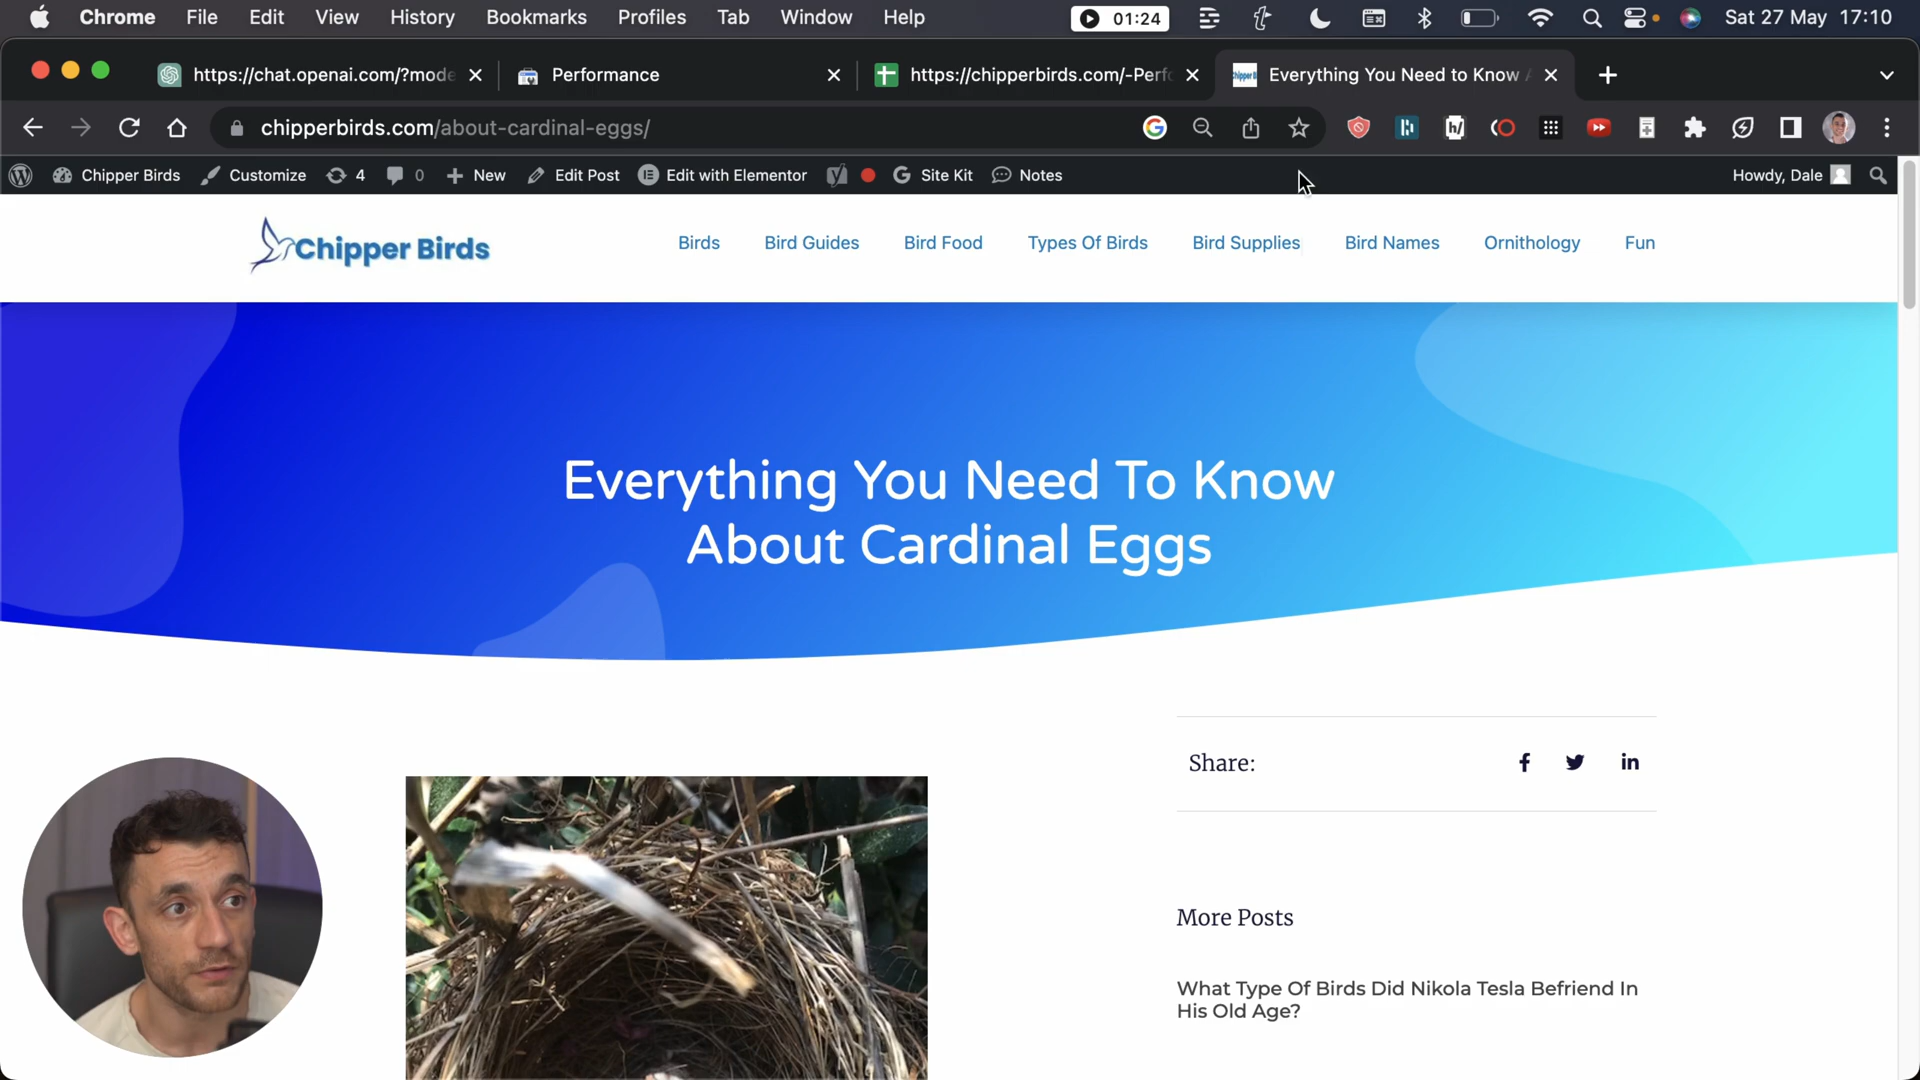 Chrome File Edit View History Bookmarks Profiles Tab Window Help 01:24 Sat 27 May 17:10
https://chat.openai.com/?mode Performance https://chipperbirds.com/-Perfo Everything You Need to Know A
chipperbirds.com/about-cardinal-eggs/
Chipper Birds Customize 4 0 New Edit Post Edit with Elementor Site Kit Notes Howdy, Dale
Chipper Birds Birds Bird Guides Bird Food Types Of Birds Bird Supplies Bird Names Ornithology Fun
Everything You Need To Know
About Cardinal Eggs
Share:
More Posts
What Type Of Birds Did Nikola Tesla Befriend In
His Old Age?